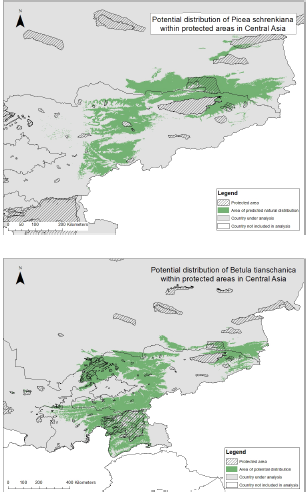 N
Potential distribution of Picea schrenkiana
within protected areas in Central Asia
Legend
Protected area
Area of predicted natural distribution
Country under analysis
Country not included in analysis
0 50 100 200 Kilometers
N
Potential distribution of Betula tianschanica
within protected areas in Central Asia
Legend
Protected area
Area of potential distribution
Country under analysis
Country not included in analysis
0 100 200 400 Kilometers